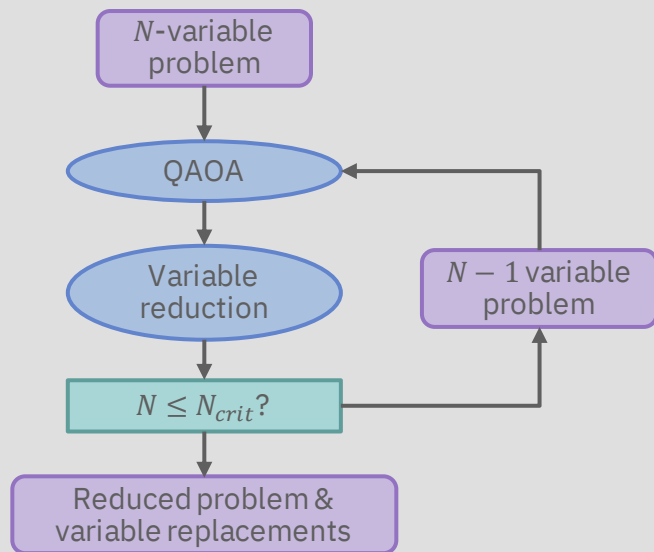 N-variable
problem
QAOA
Variable
reduction
N − 1 variable
problem
N ≤ N_crit?
Reduced problem &
variable replacements